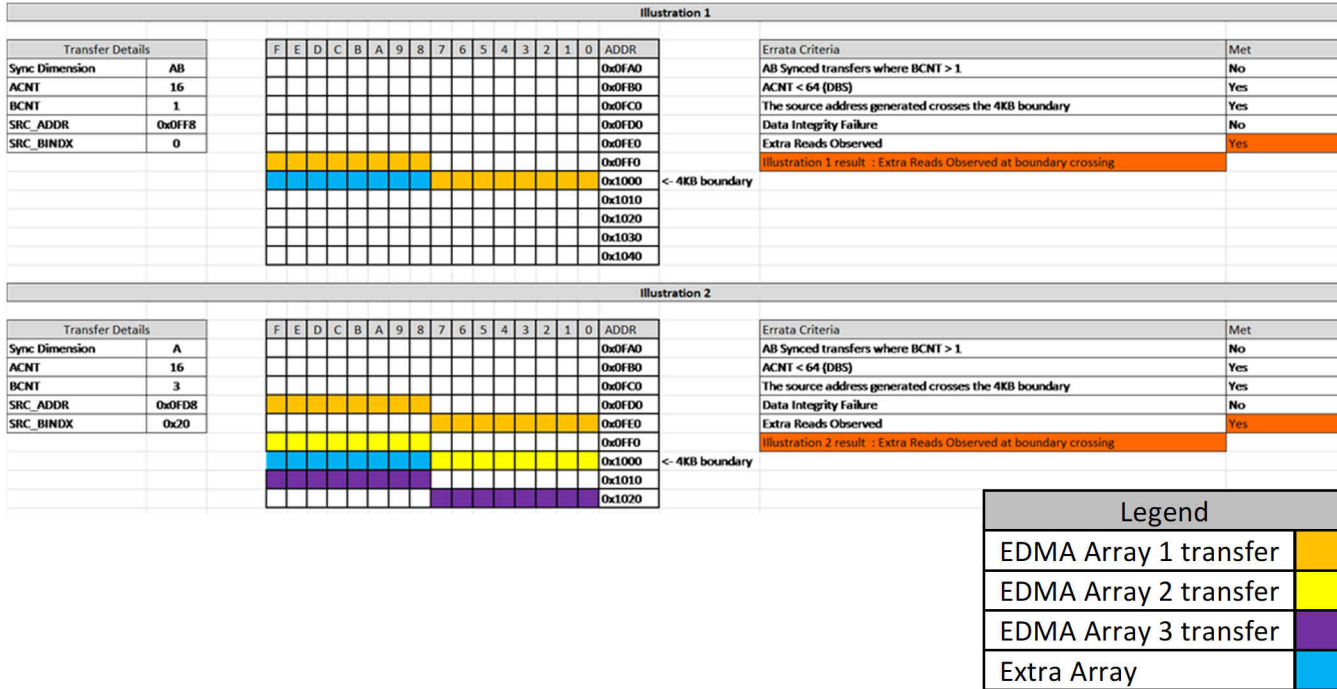 Illustration 1
Transfer Details F E D C B A 9 8 7 6 5 4 3 2 1 0 ADDR Errata Criteria Met
Sync Dimension AB 0x0FA0 AB Synced transfers where BCNT > 1 No
ACNT 16 0x0FB0 ACNT < 64 (DBS) Yes
BCNT 1 0x0FC0 The source address generated crosses the 4KB boundary Yes
SRC_ADDR 0x0FF8 0x0FD0 Data Integrity Failure No
SRC_BINDX 0 0x0FE0 Extra Reads Observed Yes
0x0FF0 Illustration 1 result : Extra Reads Observed at boundary crossing
0x1000 <- 4KB boundary
0x1010
0x1020
0x1030
0x1040
Illustration 2
Transfer Details F E D C B A 9 8 7 6 5 4 3 2 1 0 ADDR Errata Criteria Met
Sync Dimension A 0x0FA0 AB Synced transfers where BCNT > 1 No
ACNT 16 0x0FB0 ACNT < 64 (DBS) Yes
BCNT 3 0x0FC0 The source address generated crosses the 4KB boundary Yes
SRC_ADDR 0x0FD8 0x0FD0 Data Integrity Failure No
SRC_BINDX 0x20 0x0FE0 Extra Reads Observed Yes
0x0FF0 Illustration 2 result : Extra Reads Observed at boundary crossing
0x1000 <- 4KB boundary
0x1010
0x1020
Legend
EDMA Array 1 transfer
EDMA Array 2 transfer
EDMA Array 3 transfer
Extra Array